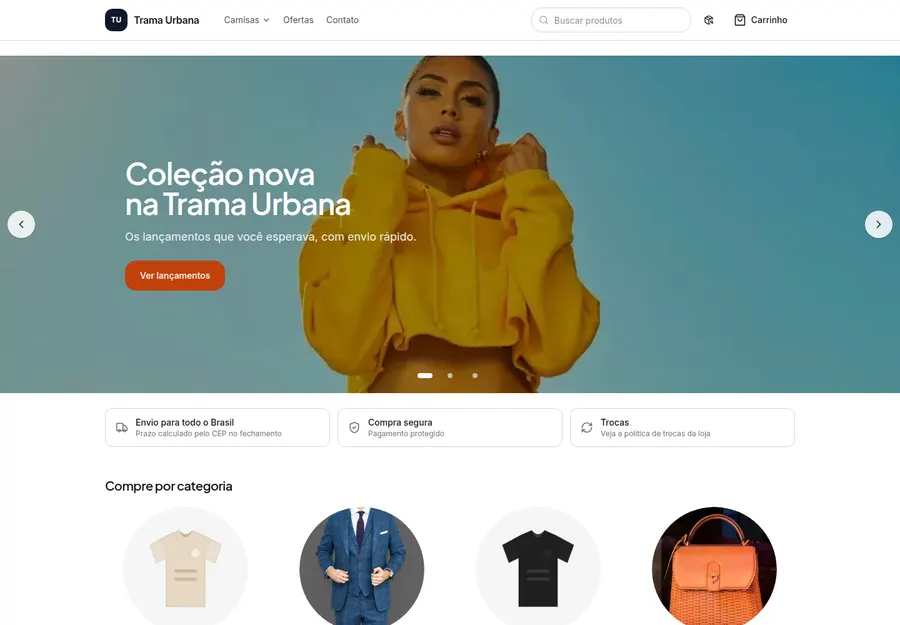 TU
Trama Urbana
Camisas
Ofertas
Contato
Buscar produtos
Carrinho
Coleção nova
na Trama Urbana
Os lançamentos que você esperava, com envio rápido.
Ver lançamentos
Envio para todo o Brasil
Prazo calculado pelo CEP no fechamento
Compra segura
Pagamento protegido
Trocas
Veja a política de trocas da loja
Compre por categoria